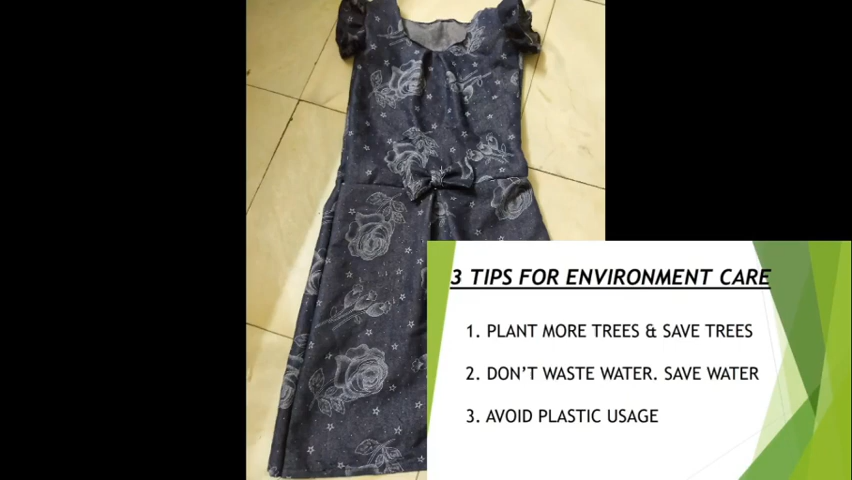 3 TIPS FOR ENVIRONMENT CARE
1. PLANT MORE TREES & SAVE TREES
2. DON'T WASTE WATER. SAVE WATER
3. AVOID PLASTIC USAGE